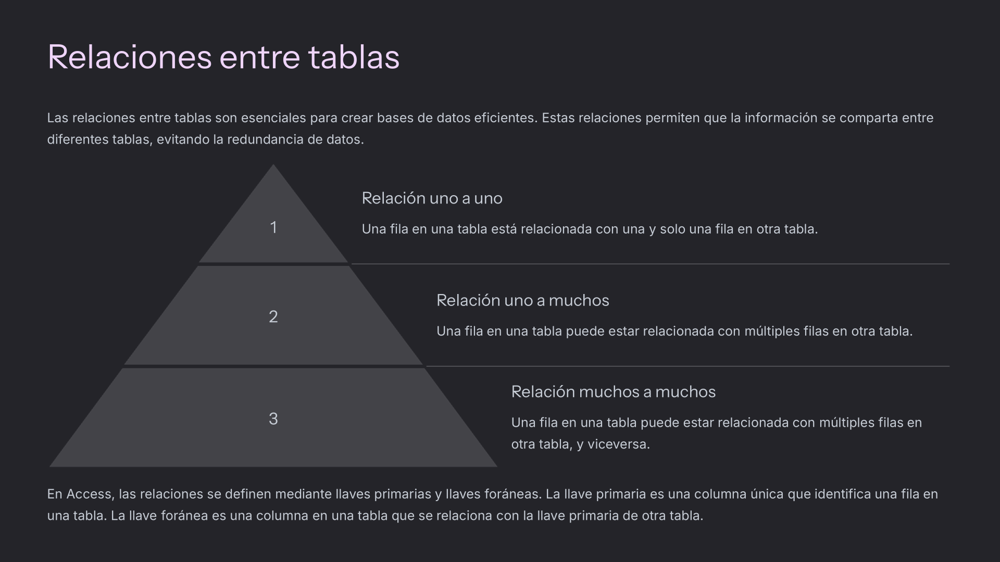 Relaciones entre tablas
Las relaciones entre tablas son esenciales para crear bases de datos eficientes. Estas relaciones permiten que la información se comparta entre
diferentes tablas, evitando la redundancia de datos.
1
Relación uno a uno
Una fila en una tabla está relacionada con una y solo una fila en otra tabla.
2
Relación uno a muchos
Una fila en una tabla puede estar relacionada con múltiples filas en otra tabla.
3
Relación muchos a muchos
Una fila en una tabla puede estar relacionada con múltiples filas en
otra tabla, y viceversa.
En Access, las relaciones se definen mediante llaves primarias y llaves foráneas. La llave primaria es una columna única que identifica una fila en
una tabla. La llave foránea es una columna en una tabla que se relaciona con la llave primaria de otra tabla.